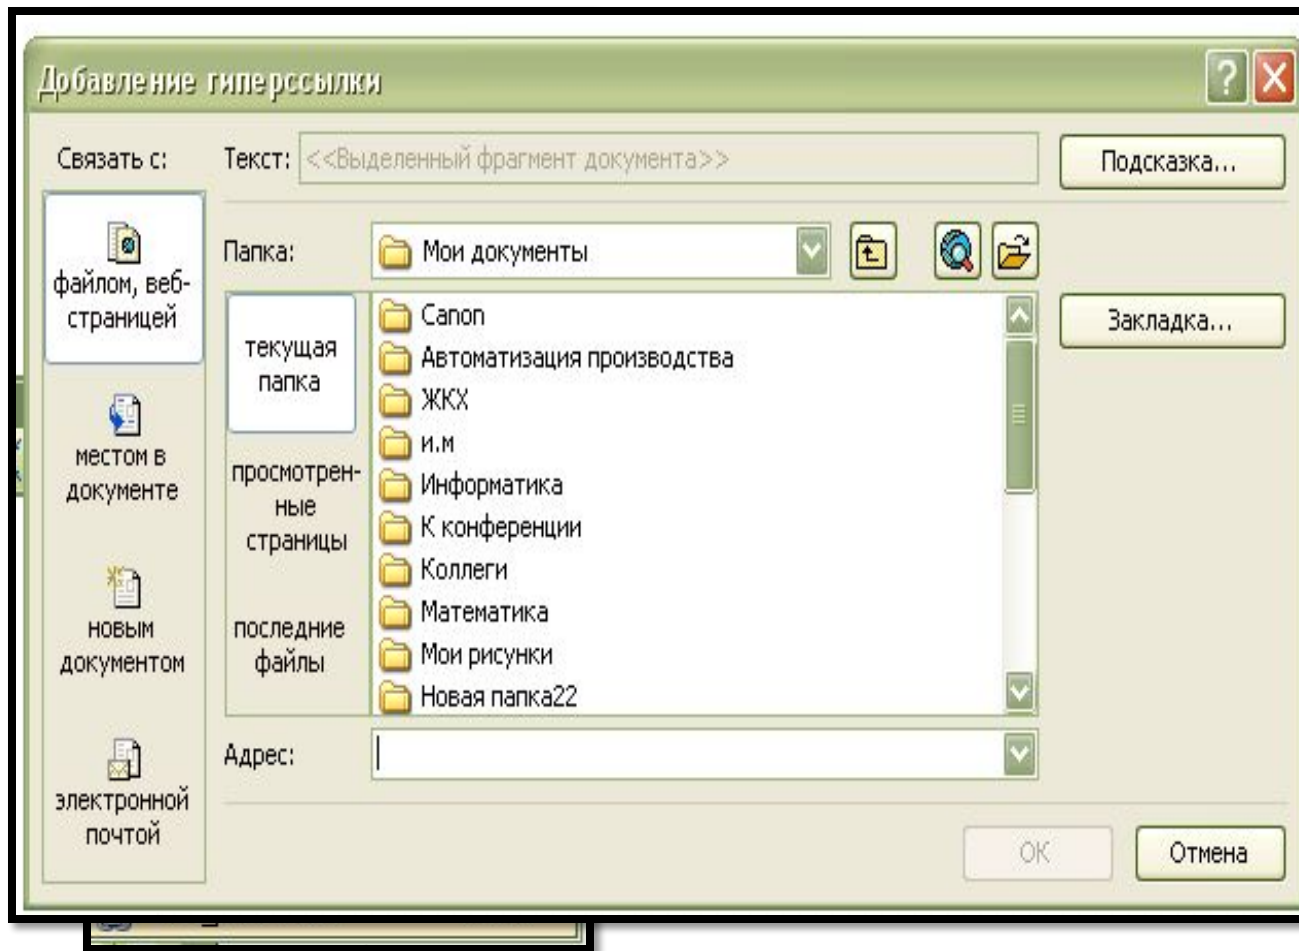 Добавление гиперссылки
Связать с:
Текст: <<Выделенный фрагмент документа>>
Подсказка...
файлом, веб-
страницей
местом в
документе
новым
документом
электронной
почтой
Папка:
Мои документы
текущая
папка
просмотрен-
ные
страницы
последние
файлы
Canon
Автоматизация производства
ЖКХ
и.м
Информатика
К конференции
Коллеги
Математика
Мои рисунки
Новая папка22
Закладка...
Адрес:
ОК
Отмена